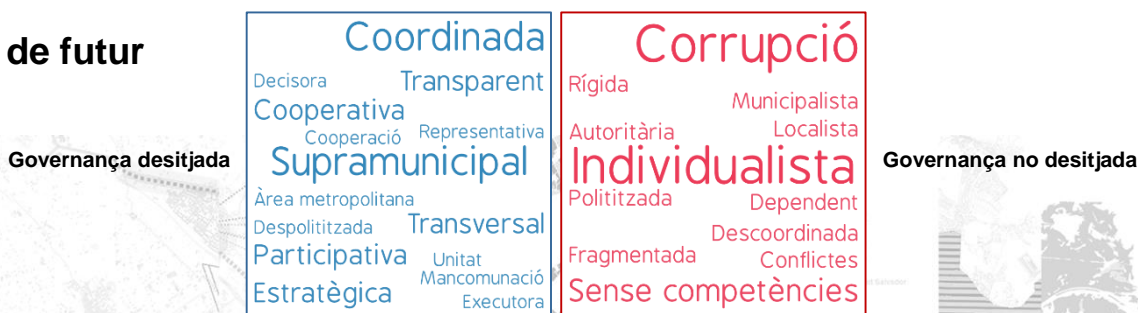 de futur
Governança desitjada
Coordinada
Decisora Transparent
Cooperativa
Cooperació Representativa
Supramunicipal
Àrea metropolitana
Despolititzada Transversal
Participativa Unitat
Mancomunació
Estratègica Executora
Corrupció
Rígida
Municipalista
Autoritària Localista
Individualista
Polititzada Dependent
Descoordinada
Fragmentada Conflictes
Sense competències
Governança no desitjada